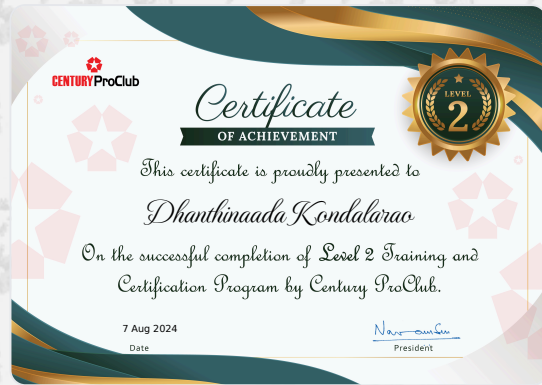 CENTURY ProClub
LEVEL
2
Certificate
OF ACHIEVEMENT
This certificate is proudly presented to
Dhanthinaada Kondalarao
On the successful completion of Level 2 Training and
Certification Program by Century ProClub.
7 Aug 2024
Date
President